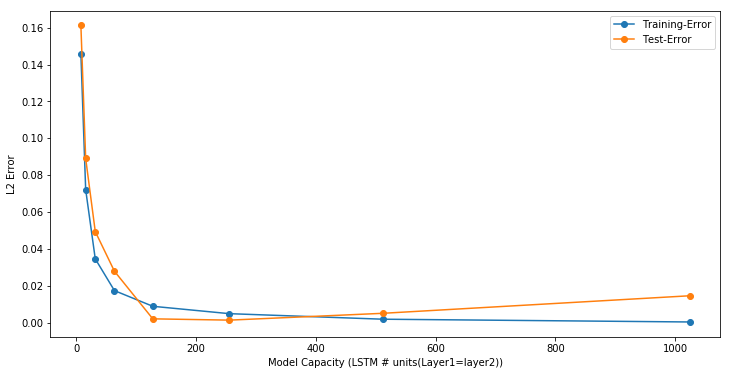 Training-Error
Test-Error
0.16
0.14
0.12
0.10
0.08
0.06
0.04
0.02
0.00
L2 Error
0 200 400 600 800 1000
Model Capacity (LSTM # units(Layer1=layer2))